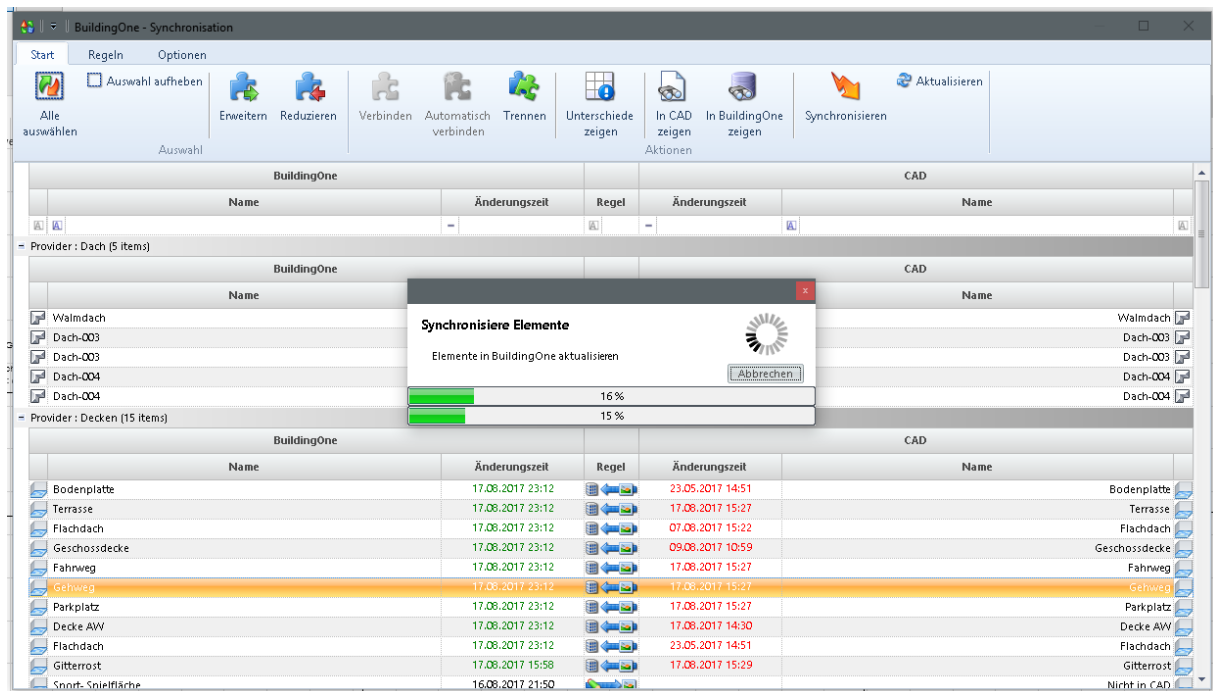 BuildingOne - Synchronisation
Start Regeln Optionen
Alle auswählen
Auswahl aufheben
Erweitern Reduzieren Verbinden Automatisch verbinden Trennen Unterschiede zeigen In CAD zeigen In BuildingOne zeigen Synchronisieren Aktualisieren
Auswahl Aktionen
BuildingOne CAD
Name Änderungszeit Regel Änderungszeit Name
Provider : Dach (5 items)
BuildingOne CAD
Name Name
Walmdach Walmdach
Dach-003 Dach-003
Dach-003 Dach-003
Dach-004 Dach-004
Dach-004 Dach-004
x
Synchronisiere Elemente
Elemente in BuildingOne aktualisieren
Abbrechen
16 %
15 %
Provider : Decken (15 items)
BuildingOne CAD
Name Änderungszeit Regel Änderungszeit Name
Bodenplatte 17.08.2017 23:12 23.05.2017 14:51 Bodenplatte
Terrasse 17.08.2017 23:12 17.08.2017 15:27 Terrasse
Flachdach 17.08.2017 23:12 07.08.2017 15:22 Flachdach
Geschossdecke 17.08.2017 23:12 09.08.2017 10:59 Geschossdecke
Fahrweg 17.08.2017 23:12 17.08.2017 15:27 Fahrweg
Gehweg 17.08.2017 23:12 17.08.2017 15:27 Gehweg
Parkplatz 17.08.2017 23:12 17.08.2017 15:27 Parkplatz
Decke AW 17.08.2017 23:12 17.08.2017 14:30 Decke AW
Flachdach 17.08.2017 23:12 23.05.2017 14:51 Flachdach
Gitterrost 17.08.2017 15:58 17.08.2017 15:29 Gitterrost
Sport- Spielfläche 16.08.2017 21:50 Nicht in CAD